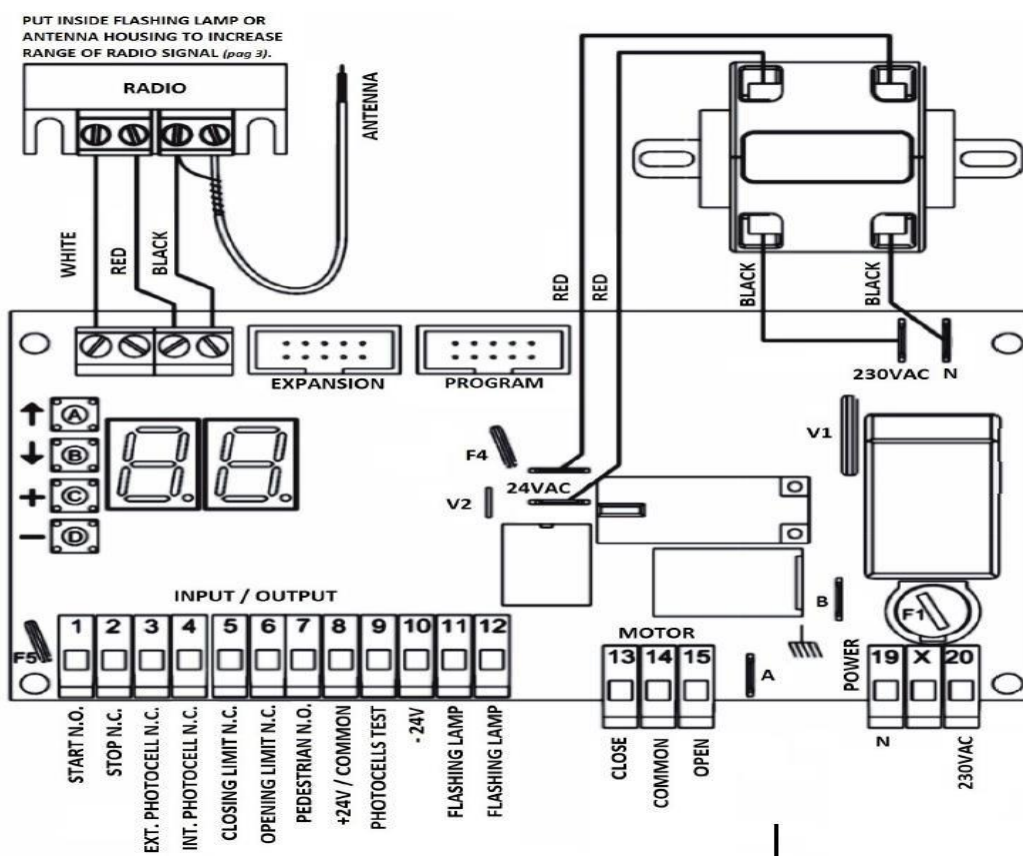 PUT INSIDE FLASHING LAMP OR
ANTENNA HOUSING TO INCREASE
RANGE OF RADIO SIGNAL (pag 3).
RADIO
ANTENNA
WHITE
RED
BLACK
RED
RED
BLACK
BLACK
230VAC N
EXPANSION
PROGRAM
A
B
C
D
F4
24VAC
V2
V1
B
F1
INPUT / OUTPUT
F5
1 2 3 4 5 6 7 8 9 10 11 12
MOTOR
13 14 15
A
POWER
19 X 20
START N.O.
STOP N.C.
EXT. PHOTOCELL N.C.
INT. PHOTOCELL N.C.
CLOSING LIMIT N.C.
OPENING LIMIT N.C.
PEDESTRIAN N.O.
+24V / COMMON
PHOTOCELLS TEST
- 24V
FLASHING LAMP
FLASHING LAMP
CLOSE
COMMON
OPEN
N
230VAC